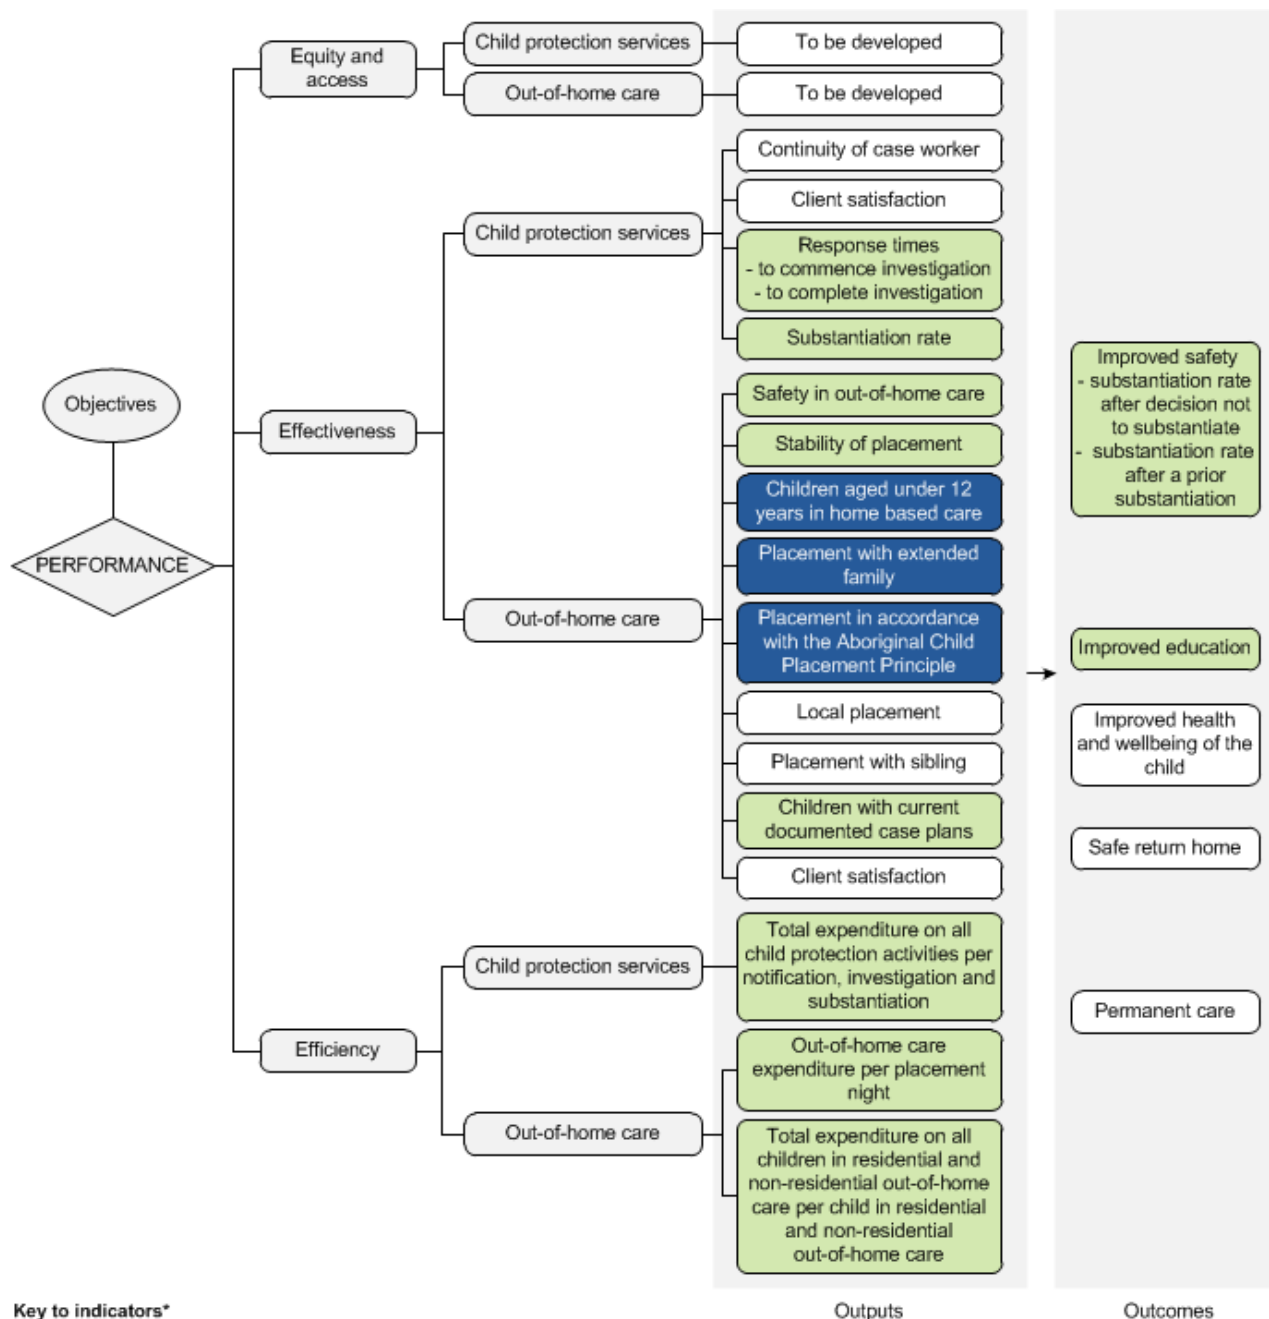 Equity and
access
Child protection services
To be developed
Out-of-home care
To be developed
Objectives
PERFORMANCE
Effectiveness
Child protection services
Continuity of case worker
Client satisfaction
Response times
- to commence investigation
- to complete investigation
Substantiation rate
Out-of-home care
Safety in out-of-home care
Stability of placement
Children aged under 12
years in home based care
Placement with extended
family
Placement in accordance
with the Aboriginal Child
Placement Principle
Local placement
Placement with sibling
Children with current
documented case plans
Client satisfaction
Efficiency
Child protection services
Total expenditure on all
child protection activities per
notification, investigation and
substantiation
Out-of-home care
Out-of-home care
expenditure per placement
night
Total expenditure on all
children in residential and
non-residential out-of-home
care per child in residential
and non-residential
out-of-home care
Improved safety
- substantiation rate
after decision not
to substantiate
- substantiation rate
after a prior
substantiation
Improved education
Improved health
and wellbeing of the
child
Safe return home
Permanent care
Key to indicators*
Outputs
Outcomes